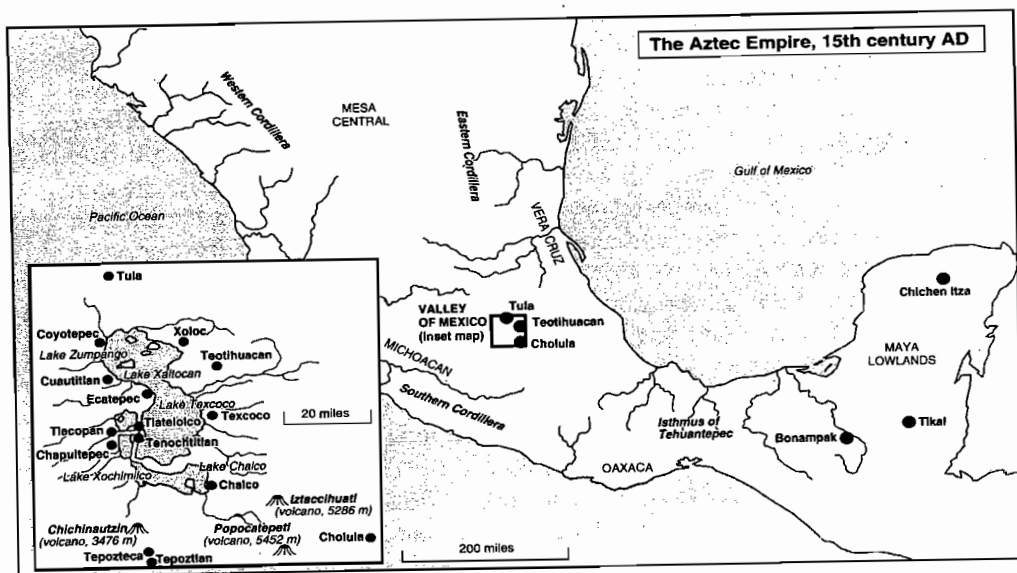 The Aztec Empire, 15th century AD
Western Cordillera
MESA
CENTRAL
Eastern Cordillera
Gulf of Mexico
Pacific Ocean
VERA
CRUZ
Chichen Itza
VALLEY
OF MEXICO
(inset map)
Tula
Teotihuacan
Cholula
MAYA
LOWLANDS
MICHOACAN
Southern Cordillera
Isthmus of
Tehuantepec
Tikal
Bonampak
OAXACA
200 miles
Tula
Coyotepec
Xoloc
Lake Zumpango
Teotihuacan
Lake Xaltocan
Cuautitlan
Ecatepec
Lake Texcoco
20 miles
Texcoco
Tlatelolco
Tlacopan
Tenochtitlan
Chapultepec
Lake Chalco
Lake Xochimilco
Chalco
Iztaccihuatl
(volcano, 5286 m)
Chichinautzin
(volcano, 3476 m)
Popocatepetl
(volcano, 5452 m)
Cholula
Tepozteca
Tepoztlan